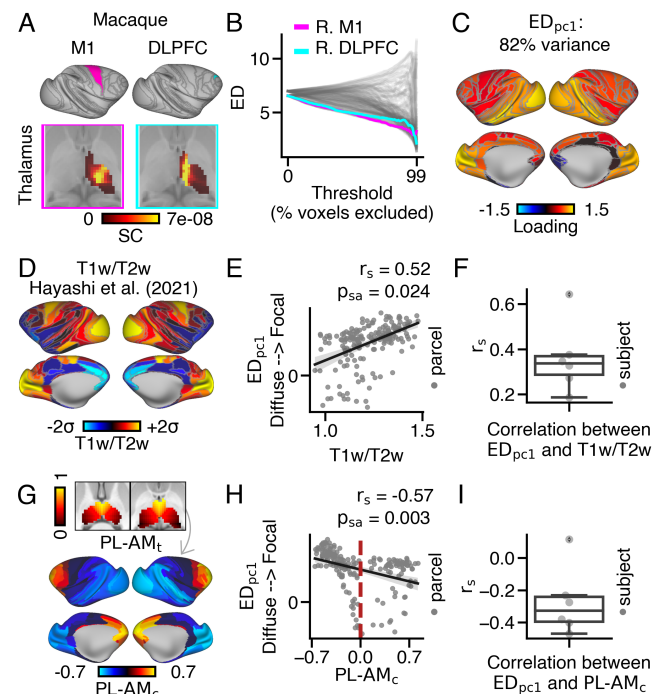 A
Macaque
M1
DLPFC
Thalamus
0
7e-08
SC
B
R. M1
R. DLPFC
10
5
ED
0
99
Threshold
(% voxels excluded)
C
EDpc1:
82% variance
-1.5
1.5
Loading
D
T1w/T2w
Hayashi et al. (2021)
-2σ
+2σ
T1w/T2w
E
rs = 0.52
psa = 0.024
EDpc1
Diffuse --> Focal
0
1.0
1.5
T1w/T2w
parcel
F
0.6
0.4
0.2
rs
subject
Correlation between
EDpc1 and T1w/T2w
G
1
0
PL-AMt
-0.7
0.7
PL-AMc
H
rs = -0.57
psa = 0.003
EDpc1
Diffuse --> Focal
0
−0.7
0.0
0.7
PL-AMc
parcel
I
0.0
−0.2
−0.4
rs
subject
Correlation between
EDpc1 and PL-AMc